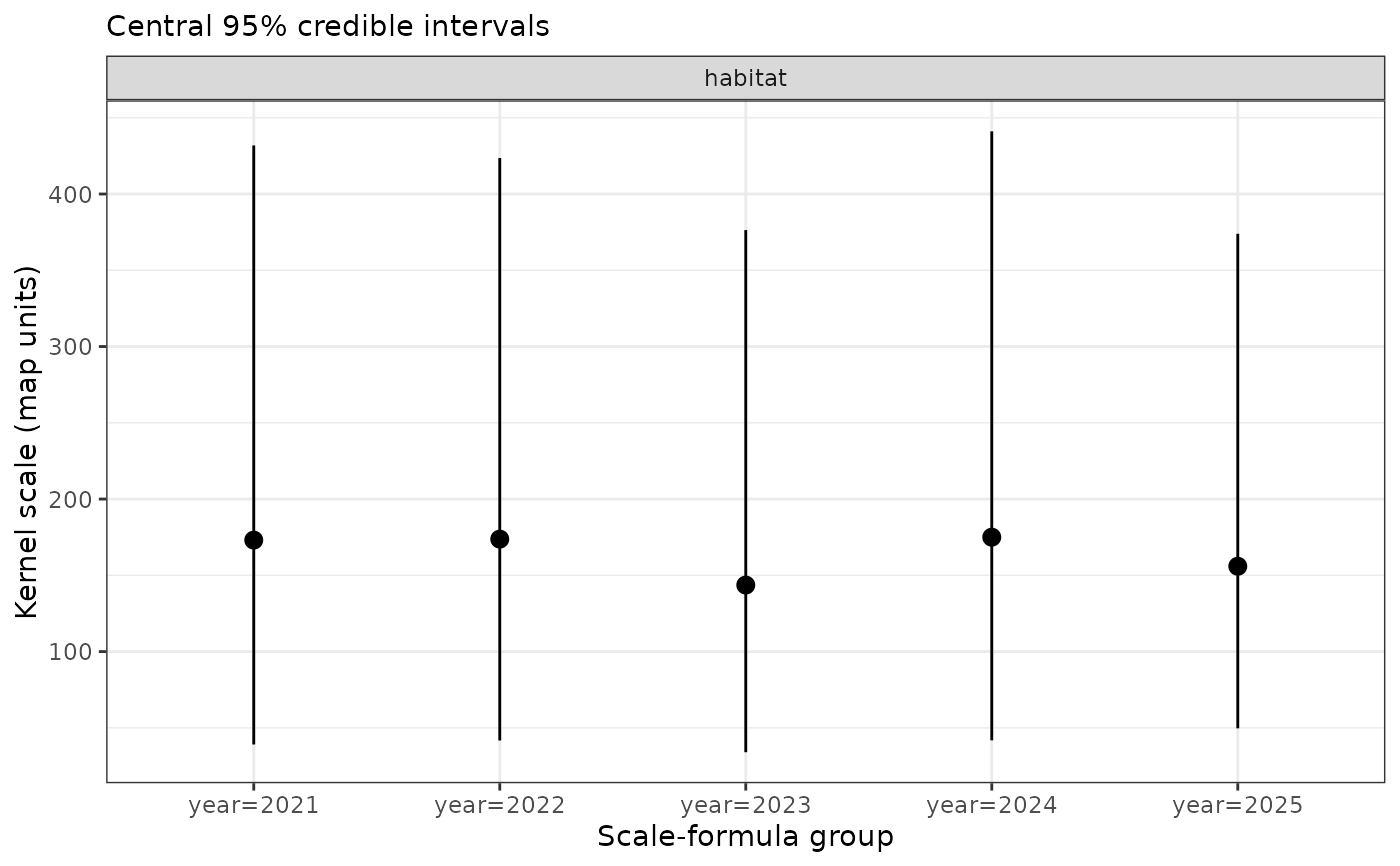 Central 95% credible intervals
habitat
Kernel scale (map units)
400
300
200
100
year=2021 year=2022 year=2023 year=2024 year=2025
Scale-formula group